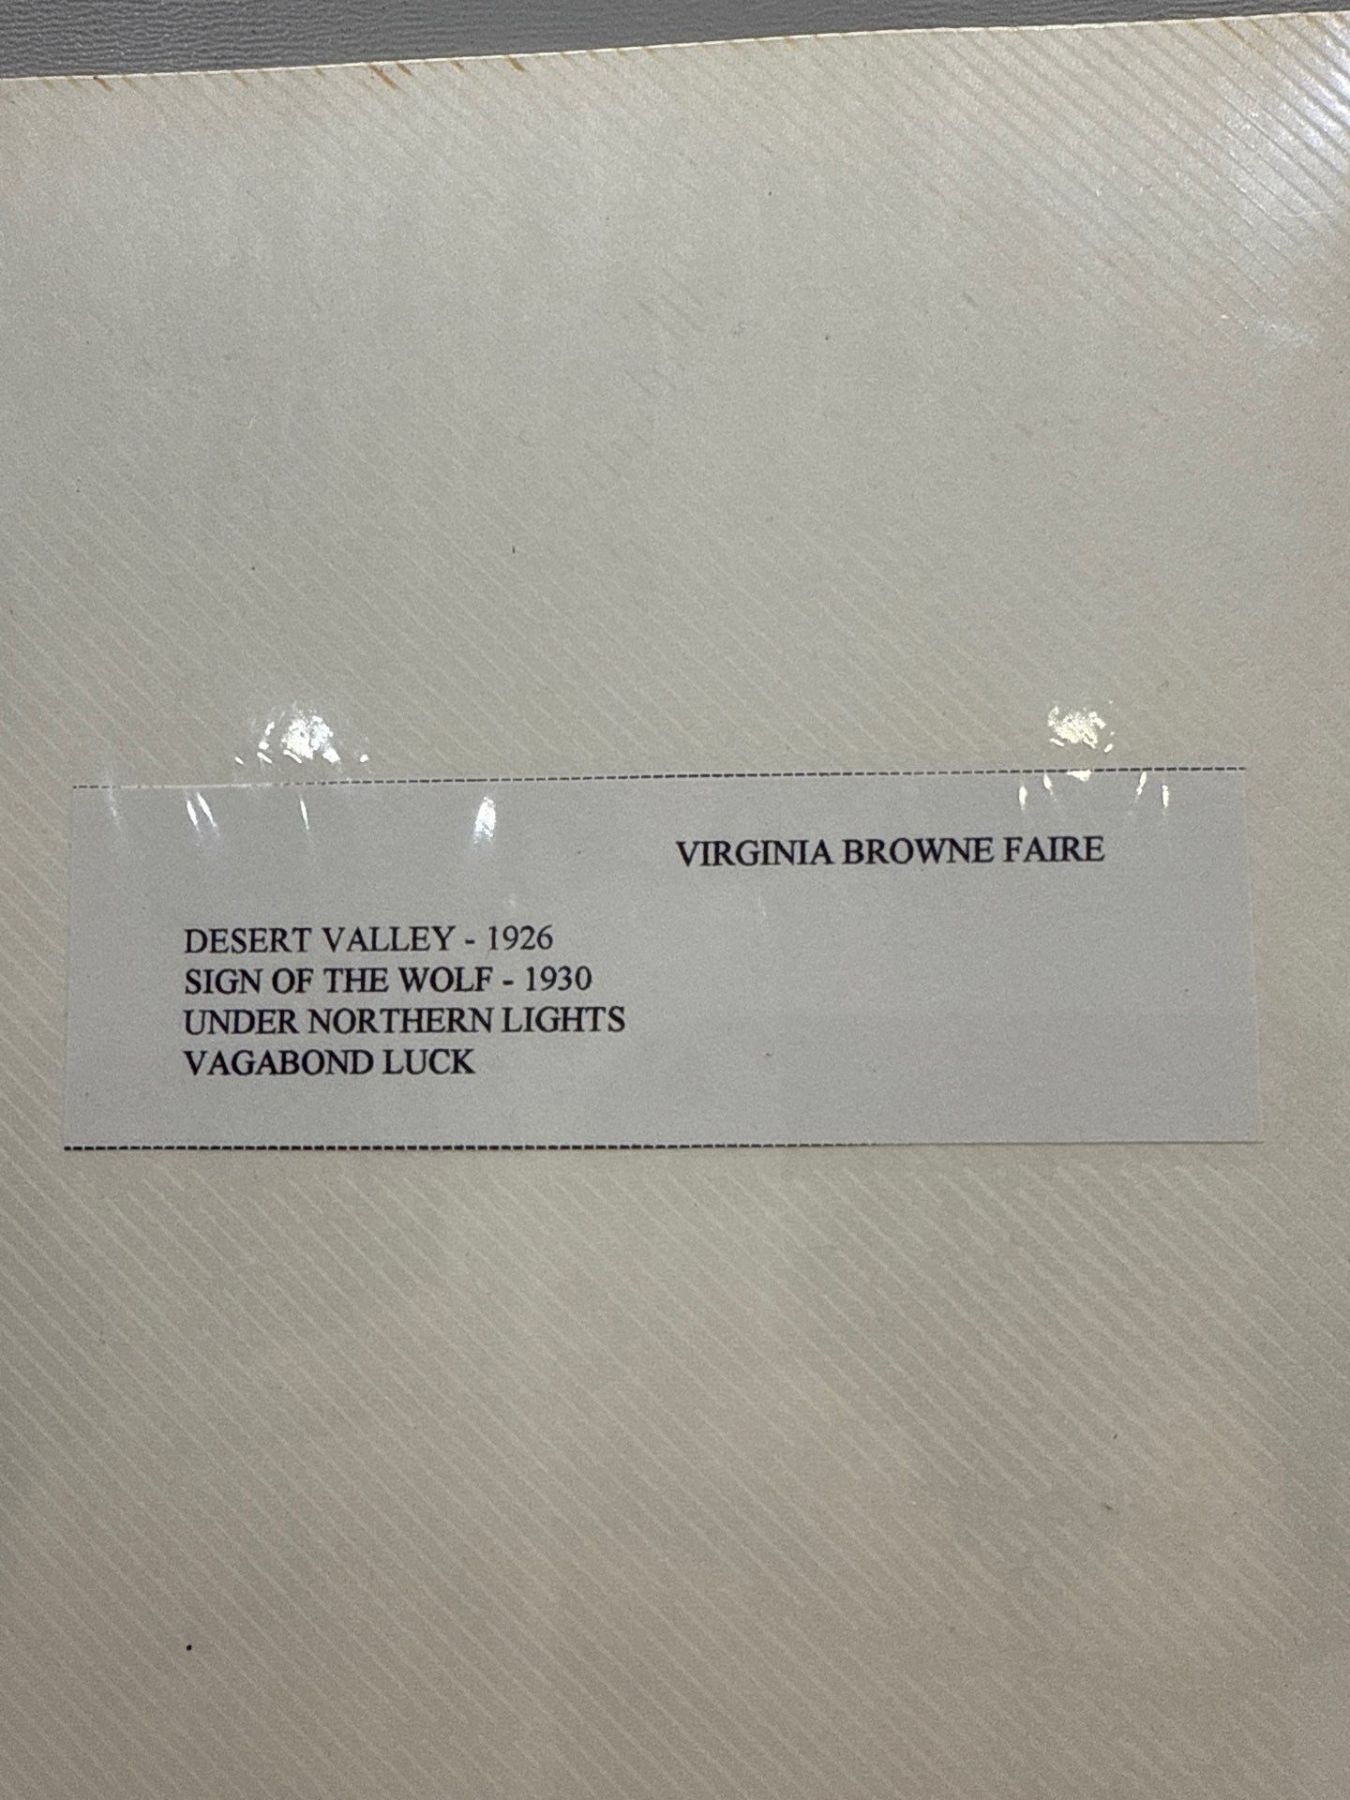 VIRGINIA BROWNE FAIRE
DESERT VALLEY - 1926
SIGN OF THE WOLF - 1930
UNDER NORTHERN LIGHTS
VAGABOND LUCK